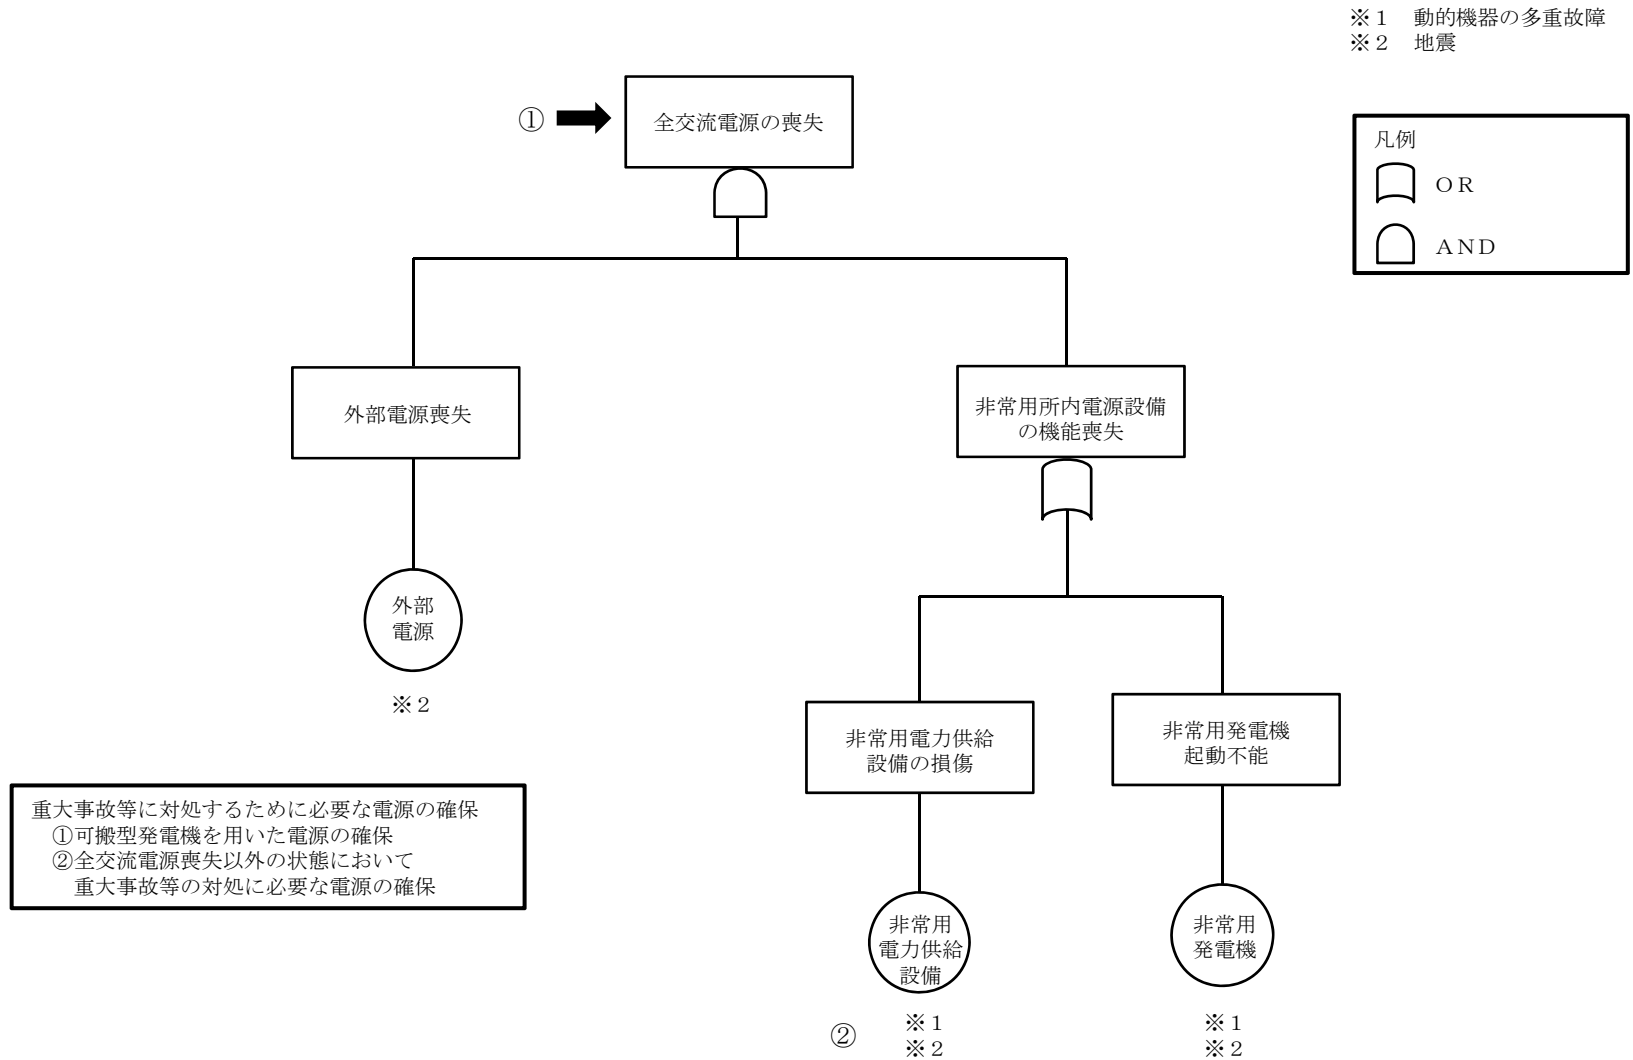 ※１　動的機器の多重故障
※２　地震
凡例
ＯＲ
ＡＮＤ
①
全交流電源の喪失
外部電源喪失
非常用所内電源設備
の機能喪失
外部
電源
※２
非常用電力供給
設備の損傷
非常用発電機
起動不能
重大事故等に対処するために必要な電源の確保
①可搬型発電機を用いた電源の確保
②全交流電源喪失以外の状態において
重大事故等の対処に必要な電源の確保
非常用
電力供給
設備
非常用
発電機
②
※１
※２
※１
※２